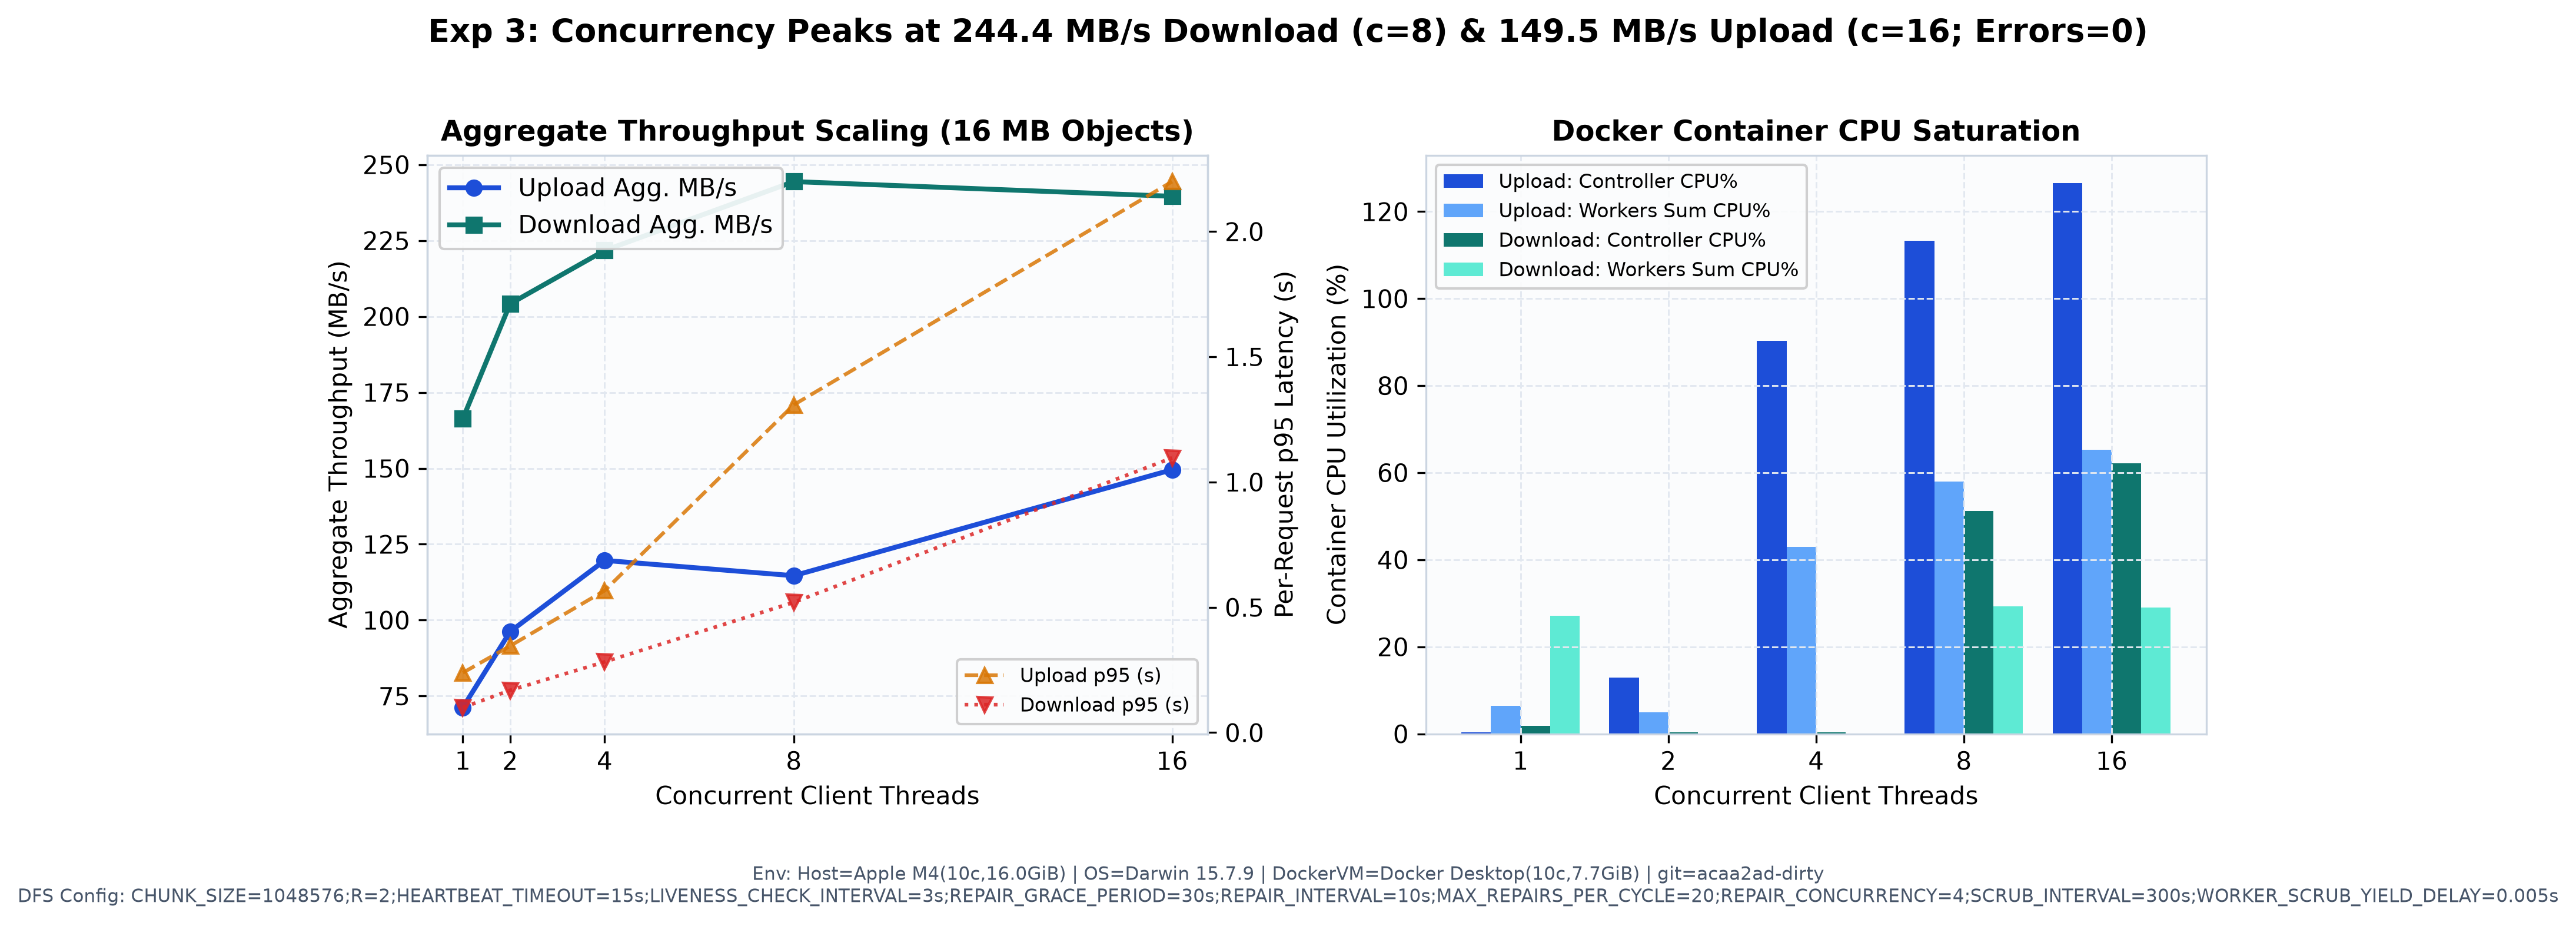 Exp 3: Concurrency Peaks at 244.4 MB/s Download (c=8) & 149.5 MB/s Upload (c=16; Errors=0)
Aggregate Throughput Scaling (16 MB Objects)
Upload Agg. MB/s
Download Agg. MB/s
Aggregate Throughput (MB/s)
250
225
200
175
150
125
100
75
2.0
1.5
1.0
0.5
0.0
Per-Request p95 Latency (s)
Upload p95 (s)
Download p95 (s)
1 2 4 8 16
Concurrent Client Threads
Docker Container CPU Saturation
Upload: Controller CPU%
Upload: Workers Sum CPU%
Download: Controller CPU%
Download: Workers Sum CPU%
Container CPU Utilization (%)
120
100
80
60
40
20
0
1 2 4 8 16
Concurrent Client Threads
Env: Host=Apple M4(10c,16.0GiB) | OS=Darwin 15.7.9 | DockerVM=Docker Desktop(10c,7.7GiB) | git=acaa2ad-dirty
DFS Config: CHUNK_SIZE=1048576;R=2;HEARTBEAT_TIMEOUT=15s;LIVENESS_CHECK_INTERVAL=3s;REPAIR_GRACE_PERIOD=30s;REPAIR_INTERVAL=10s;MAX_REPAIRS_PER_CYCLE=20;REPAIR_CONCURRENCY=4;SCRUB_INTERVAL=300s;WORKER_SCRUB_YIELD_DELAY=0.005s